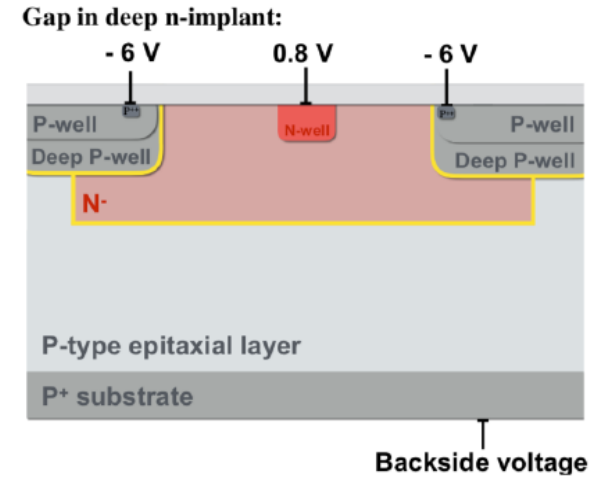 Gap in deep n-implant:
- 6 V 0.8 V - 6 V
P++ P++
P-well N-well P-well
Deep P-well Deep P-well
N-
P-type epitaxial layer
P+ substrate
Backside voltage